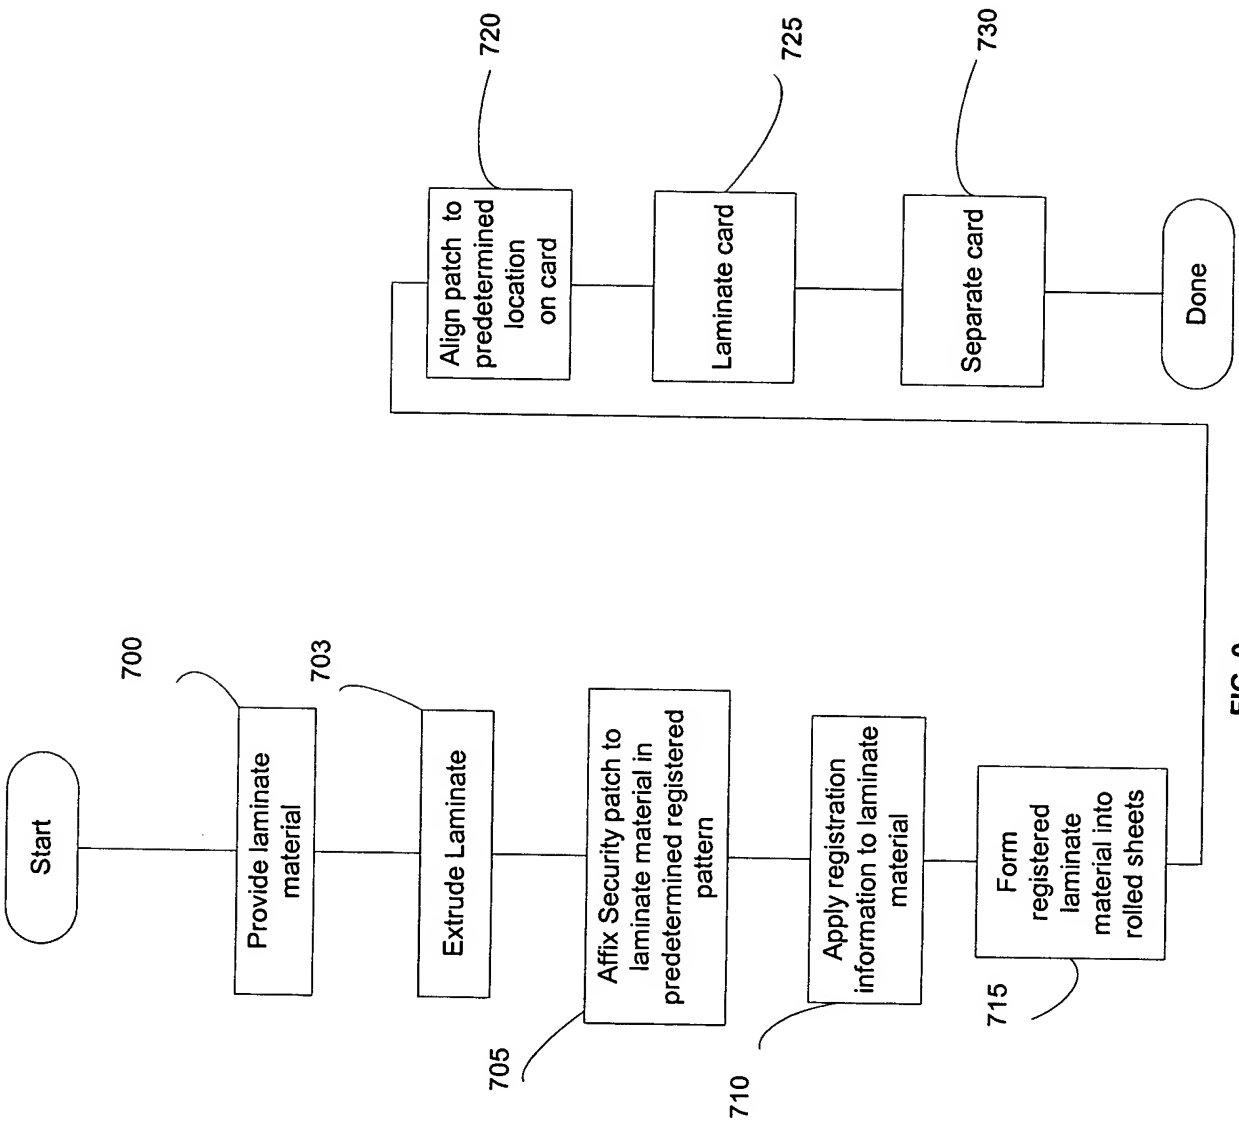 Start
700
Provide laminate
material
703
Extrude Laminate
705
Affix Security patch to
laminate material in
predetermined registered
pattern
710
Apply registration
information to laminate
material
715
Form
registered
laminate
material into
rolled sheets
720
Align patch to
predetermined
location
on card
725
Laminate card
730
Separate card
Done
FIG.